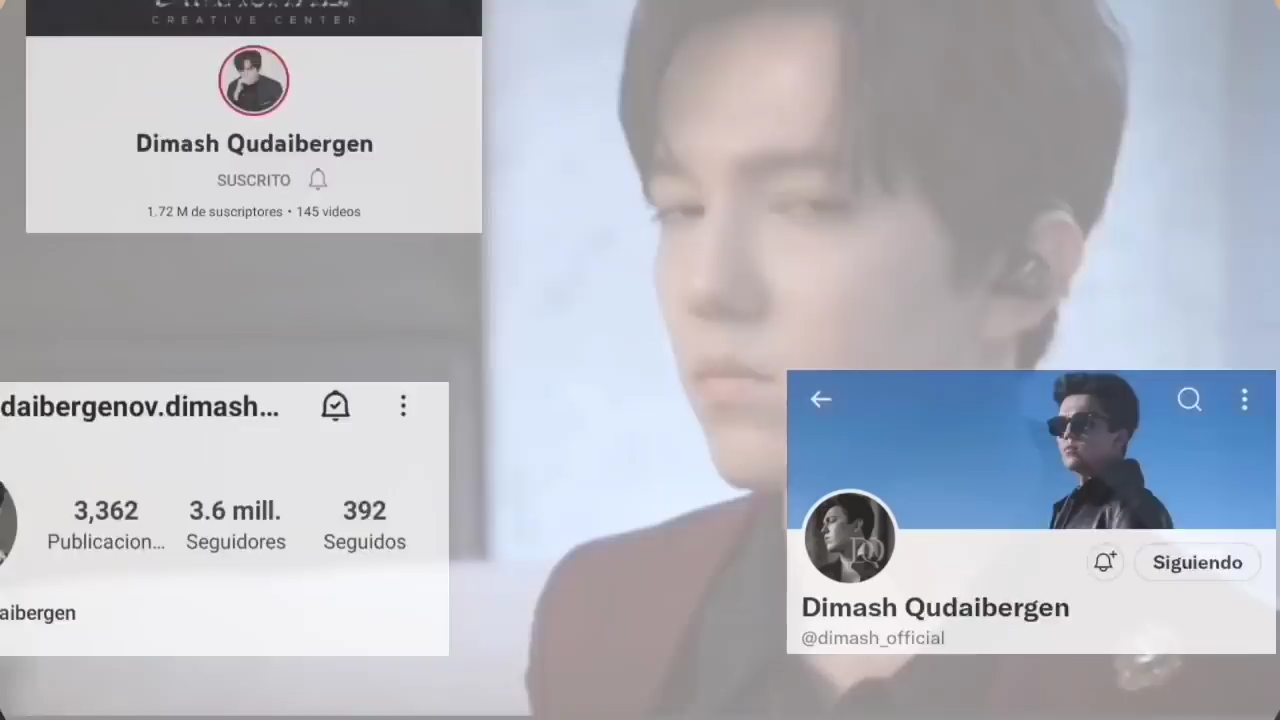 CREATIVE CENTER
Dimash Qudaibergen
SUSCRITO
1.72 M de suscriptores • 145 videos
daibergenov.dimash...
3,362 3.6 mill. 392
Publicacion... Seguidores Seguidos
aibergen
DQ
Siguiendo
Dimash Qudaibergen
@dimash_official